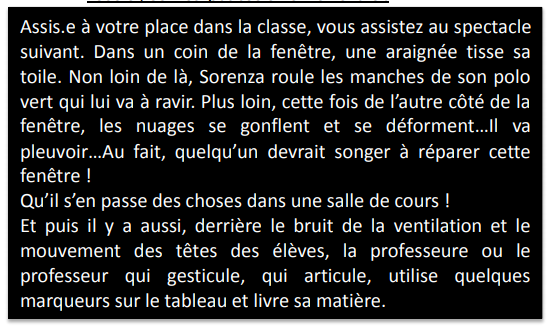 Assis.e à votre place dans la classe, vous assistez au spectacle
suivant. Dans un coin de la fenêtre, une araignée tisse sa
toile. Non loin de là, Sorenza roule les manches de son polo
vert qui lui va à ravir. Plus loin, cette fois de l’autre côté de la
fenêtre, les nuages se gonflent et se déforment…Il va
pleuvoir…Au fait, quelqu’un devrait songer à réparer cette
fenêtre !
Qu’il s’en passe des choses dans une salle de cours !
Et puis il y a aussi, derrière le bruit de la ventilation et le
mouvement des têtes des élèves, la professeure ou le
professeur qui gesticule, qui articule, utilise quelques
marqueurs sur le tableau et livre sa matière.